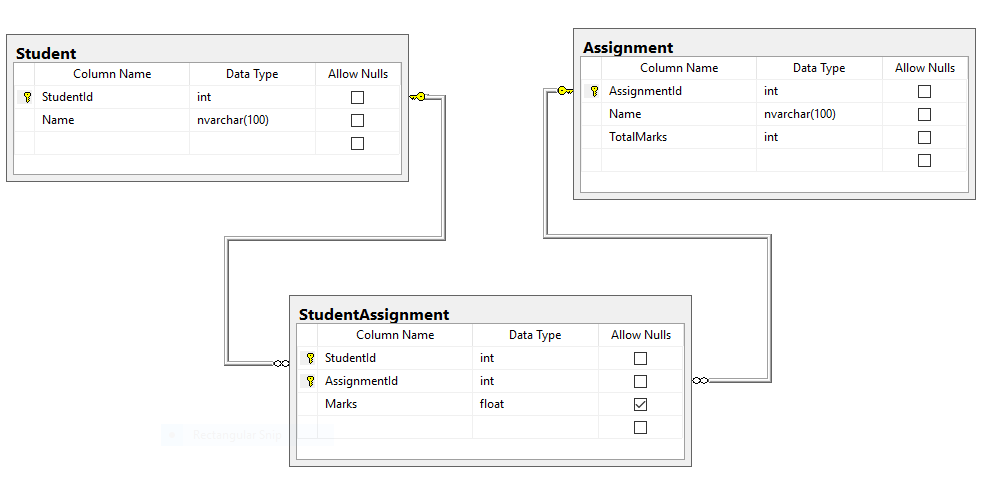 Student
Column Name Data Type Allow Nulls
StudentId int
Name nvarchar(100)
Assignment
Column Name Data Type Allow Nulls
AssignmentId int
Name nvarchar(100)
TotalMarks int
StudentAssignment
Column Name Data Type Allow Nulls
StudentId int
AssignmentId int
Marks float
Rectangular Snip